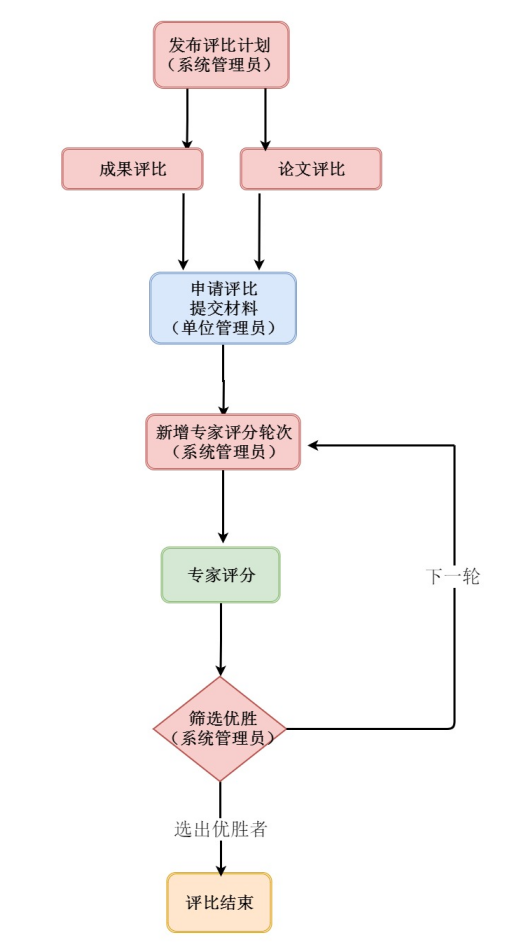 发布评比计划
（系统管理员）
成果评比
论文评比
申请评比
提交材料
（单位管理员）
新增专家评分轮次
（系统管理员）
专家评分
下一轮
筛选优胜
（系统管理员）
选出优胜者
评比结束